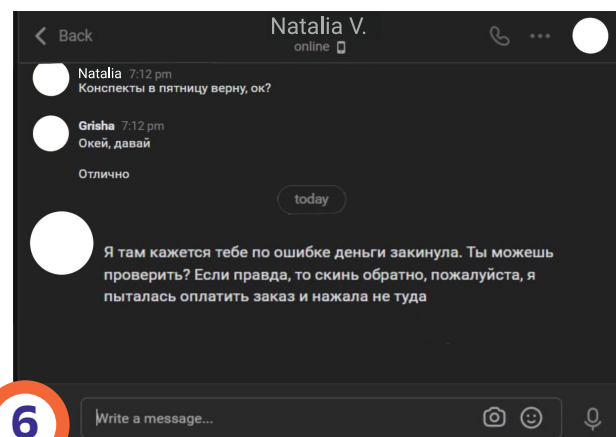 Back
Natalia V.
online
Natalia 7:12 pm
Конспекты в пятницу верну, ок?
Grisha 7:12 pm
Окей, давай
Отлично
today
Я там кажется тебе по ошибке деньги закинула. Ты можешь
проверить? Если правда, то скинь обратно, пожалуйста, я
пыталась оплатить заказ и нажала не туда
6
Write a message...